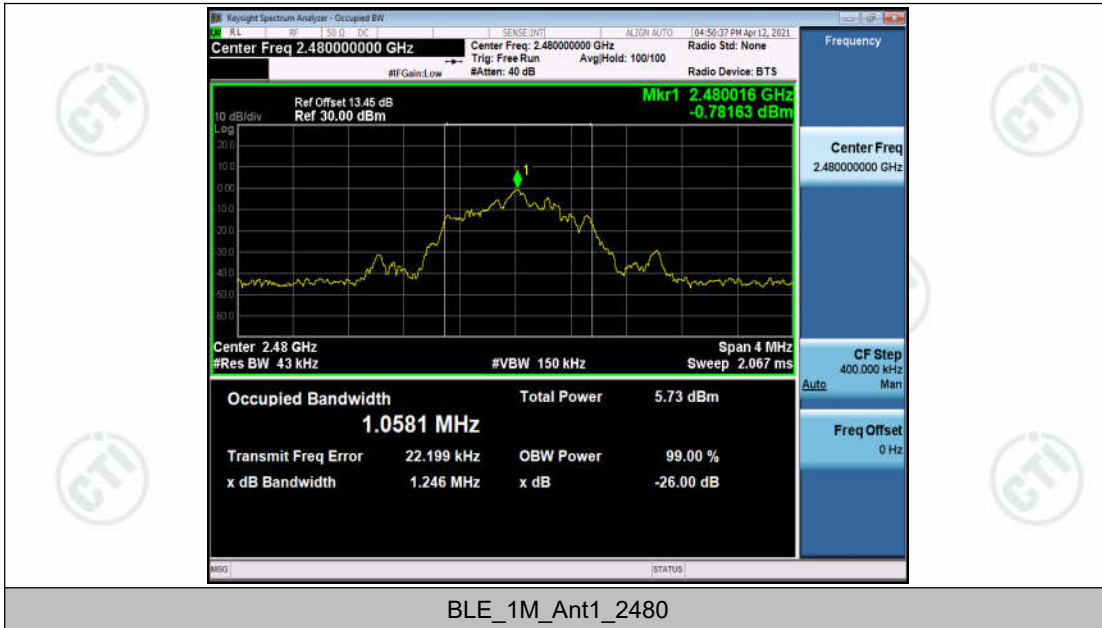 Keysight Spectrum Analyzer - Occupied BW
RL RF 50 Ω DC SENSE:INT ALIGN AUTO 04:50:37 PM Apr 12, 2021
Center Freq 2.480000000 GHz
Center Freq: 2.480000000 GHz Radio Std: None
Trig: Free Run Avg|Hold: 100/100
#IFGain:Low #Atten: 40 dB Radio Device: BTS
Mkr1 2.480016 GHz
-0.78163 dBm
Ref Offset 13.45 dB
10 dB/div Ref 30.00 dBm
Log
20.0
10.0
0.00
-10.0
-20.0
-30.0
-40.0
-50.0
-60.0
1
Center 2.48 GHz Span 4 MHz
#Res BW 43 kHz #VBW 150 kHz Sweep 2.067 ms
Occupied Bandwidth Total Power 5.73 dBm
1.0581 MHz
Transmit Freq Error 22.199 kHz OBW Power 99.00 %
x dB Bandwidth 1.246 MHz x dB -26.00 dB
MSG STATUS
Frequency
Center Freq
2.480000000 GHz
CF Step
400.000 kHz
Auto Man
Freq Offset
0 Hz
CTI
CTI
CTI
CTI
BLE_1M_Ant1_2480